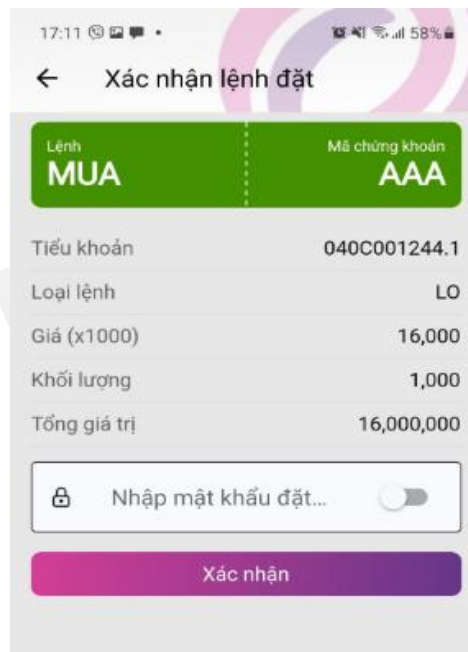 17:11 58%
← Xác nhận lệnh đặt
Lệnh Mã chứng khoán
MUA AAA
Tiểu khoản 040C001244.1
Loại lệnh LO
Giá (x1000) 16,000
Khối lượng 1,000
Tổng giá trị 16,000,000
Nhập mật khẩu đặt...
Xác nhận